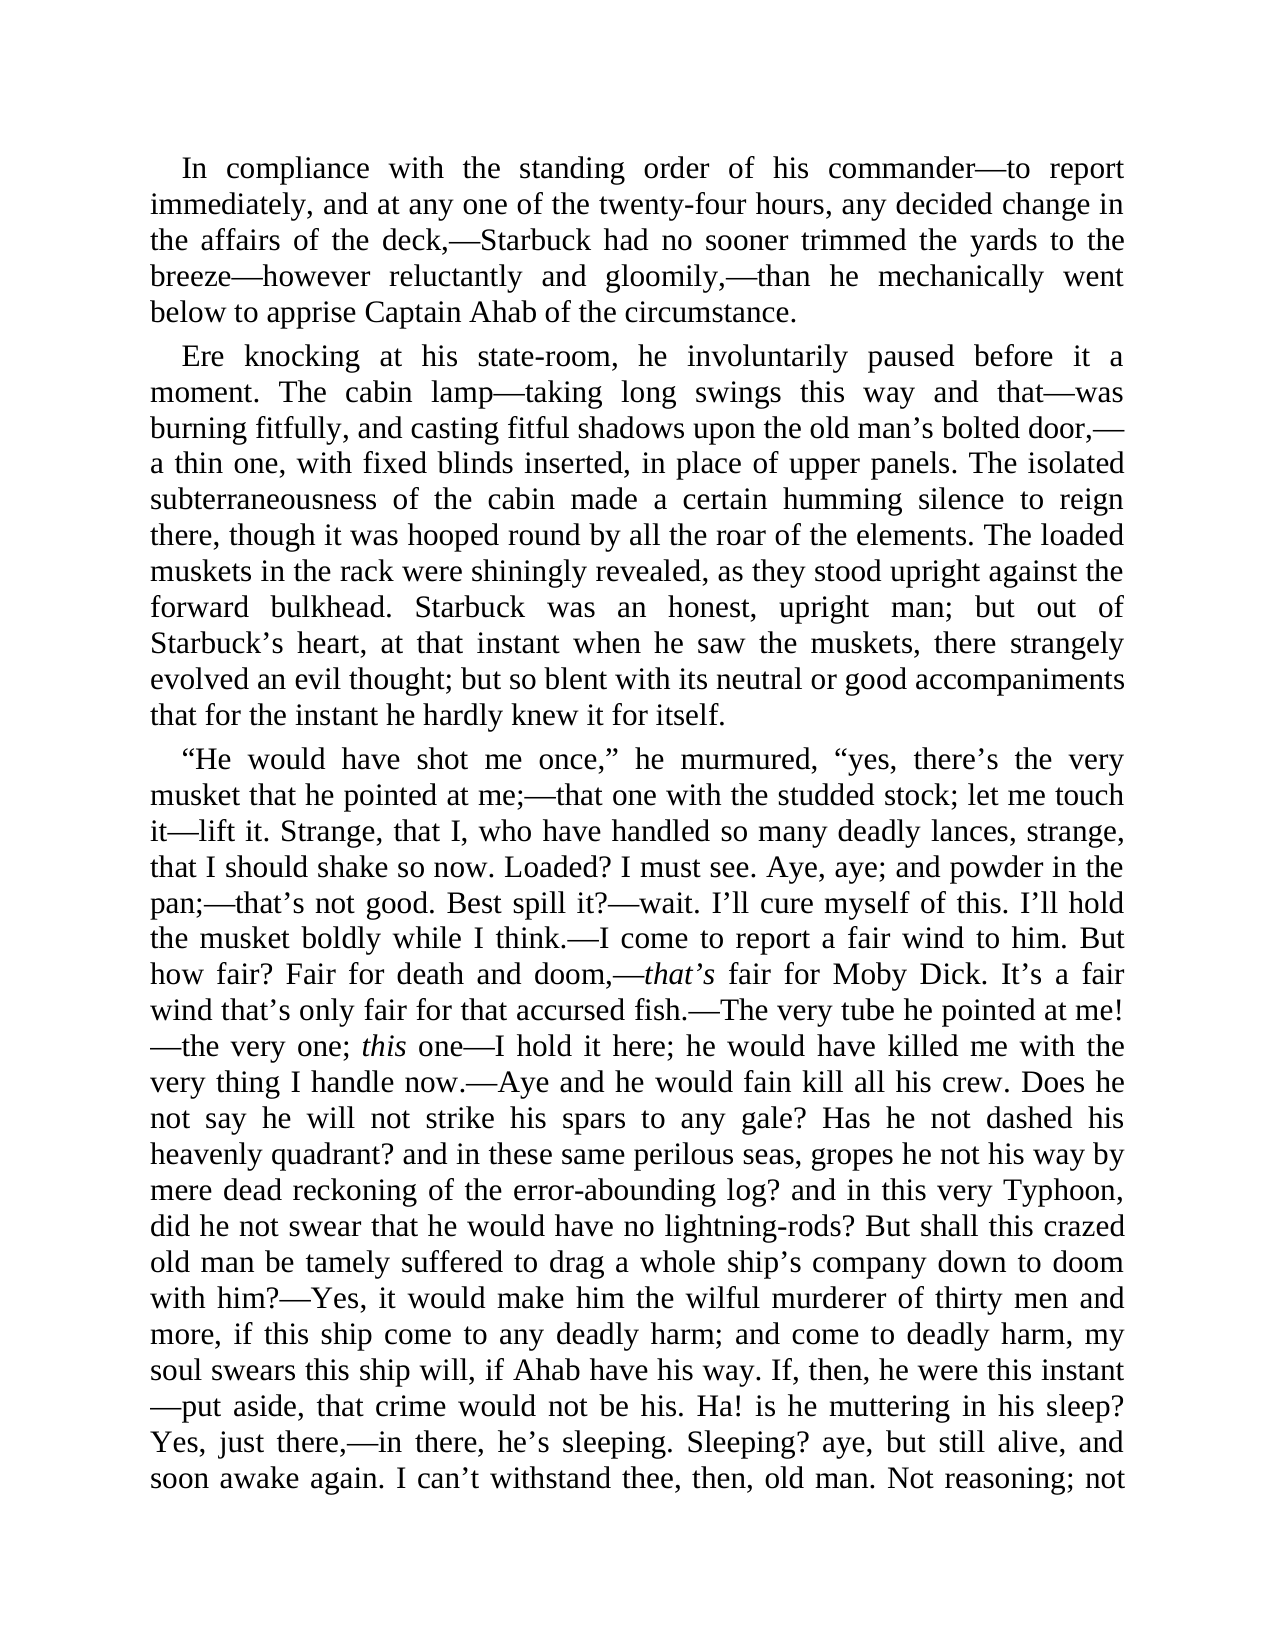 In compliance with the standing order of his commander—to report
immediately, and at any one of the twenty-four hours, any decided change in
the affairs of the deck,—Starbuck had no sooner trimmed the yards to the
breeze—however reluctantly and gloomily,—than he mechanically went
below to apprise Captain Ahab of the circumstance.
Ere knocking at his state-room, he involuntarily paused before it a
moment. The cabin lamp—taking long swings this way and that—was
burning fitfully, and casting fitful shadows upon the old man’s bolted door,—
a thin one, with fixed blinds inserted, in place of upper panels. The isolated
subterraneousness of the cabin made a certain humming silence to reign
there, though it was hooped round by all the roar of the elements. The loaded
muskets in the rack were shiningly revealed, as they stood upright against the
forward bulkhead. Starbuck was an honest, upright man; but out of
Starbuck’s heart, at that instant when he saw the muskets, there strangely
evolved an evil thought; but so blent with its neutral or good accompaniments
that for the instant he hardly knew it for itself.
“He would have shot me once,” he murmured, “yes, there’s the very
musket that he pointed at me;—that one with the studded stock; let me touch
it—lift it. Strange, that I, who have handled so many deadly lances, strange,
that I should shake so now. Loaded? I must see. Aye, aye; and powder in the
pan;—that’s not good. Best spill it?—wait. I’ll cure myself of this. I’ll hold
the musket boldly while I think.—I come to report a fair wind to him. But
how fair? Fair for death and doom,—that’s fair for Moby Dick. It’s a fair
wind that’s only fair for that accursed fish.—The very tube he pointed at me!
—the very one; this one—I hold it here; he would have killed me with the
very thing I handle now.—Aye and he would fain kill all his crew. Does he
not say he will not strike his spars to any gale? Has he not dashed his
heavenly quadrant? and in these same perilous seas, gropes he not his way by
mere dead reckoning of the error-abounding log? and in this very Typhoon,
did he not swear that he would have no lightning-rods? But shall this crazed
old man be tamely suffered to drag a whole ship’s company down to doom
with him?—Yes, it would make him the wilful murderer of thirty men and
more, if this ship come to any deadly harm; and come to deadly harm, my
soul swears this ship will, if Ahab have his way. If, then, he were this instant
—put aside, that crime would not be his. Ha! is he muttering in his sleep?
Yes, just there,—in there, he’s sleeping. Sleeping? aye, but still alive, and
soon awake again. I can’t withstand thee, then, old man. Not reasoning; not